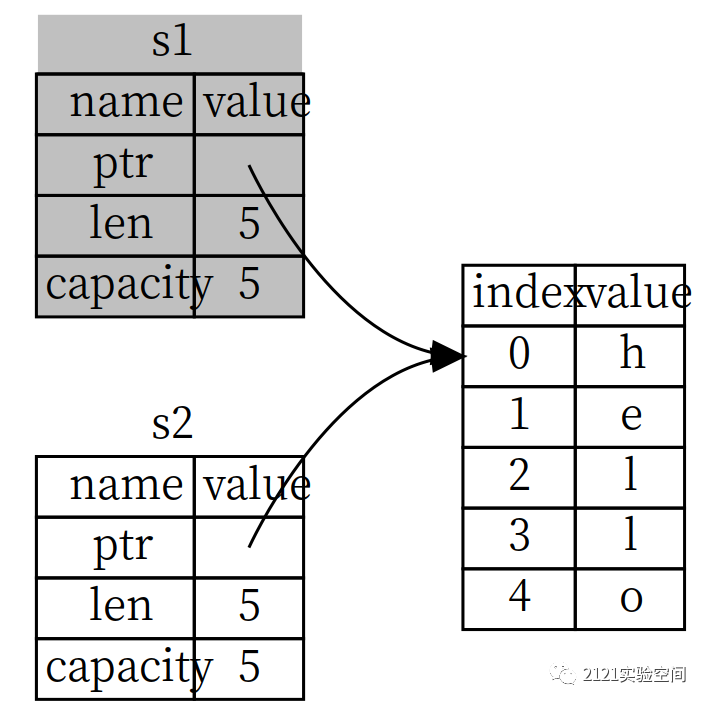 s1
name value
ptr
len 5
capacity 5
s2
name value
ptr
len 5
capacity 5
index value
0 h
1 e
2 l
3 l
4 o
2121实验空间